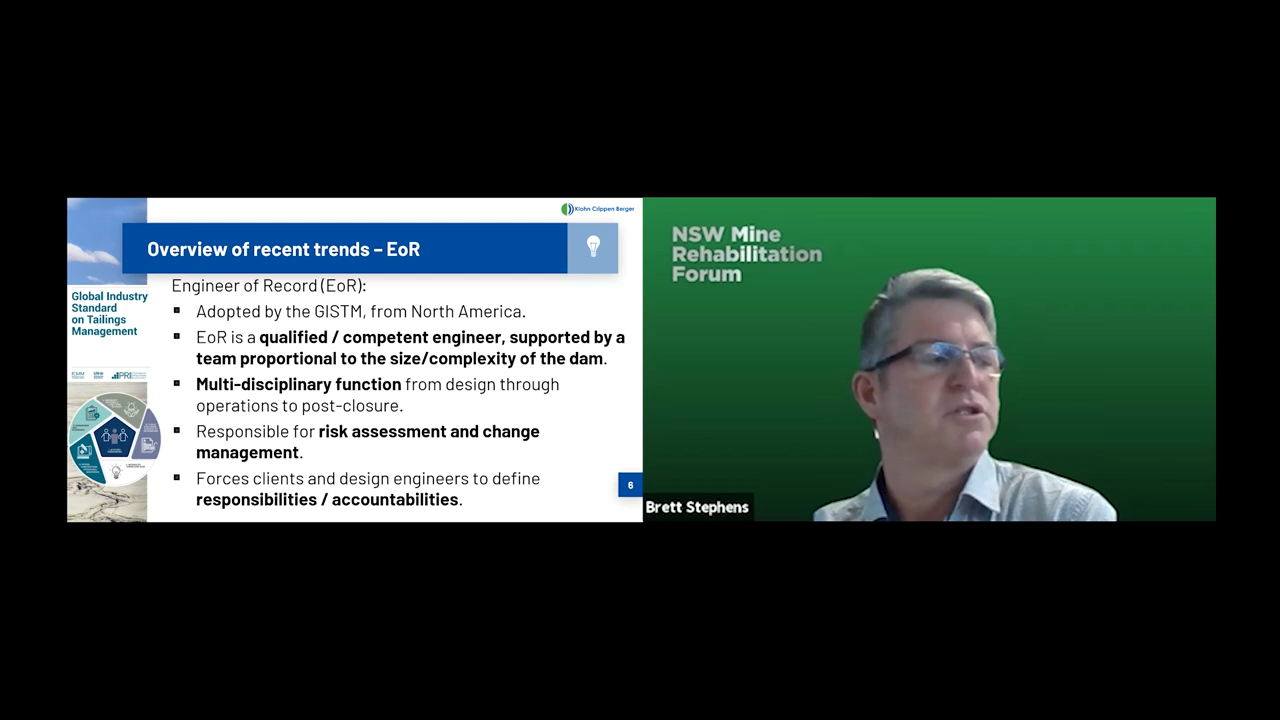 Klohn Crippen Berger
Overview of recent trends – EoR
Global Industry
Standard
on Tailings
Management
PRI
Engineer of Record (EoR):
Adopted by the GISTM, from North America.
EoR is a qualified / competent engineer, supported by a
team proportional to the size/complexity of the dam.
Multi-disciplinary function from design through
operations to post-closure.
Responsible for risk assessment and change
management.
Forces clients and design engineers to define
responsibilities / accountabilities.
6
NSW Mine
Rehabilitation
Forum
Brett Stephens